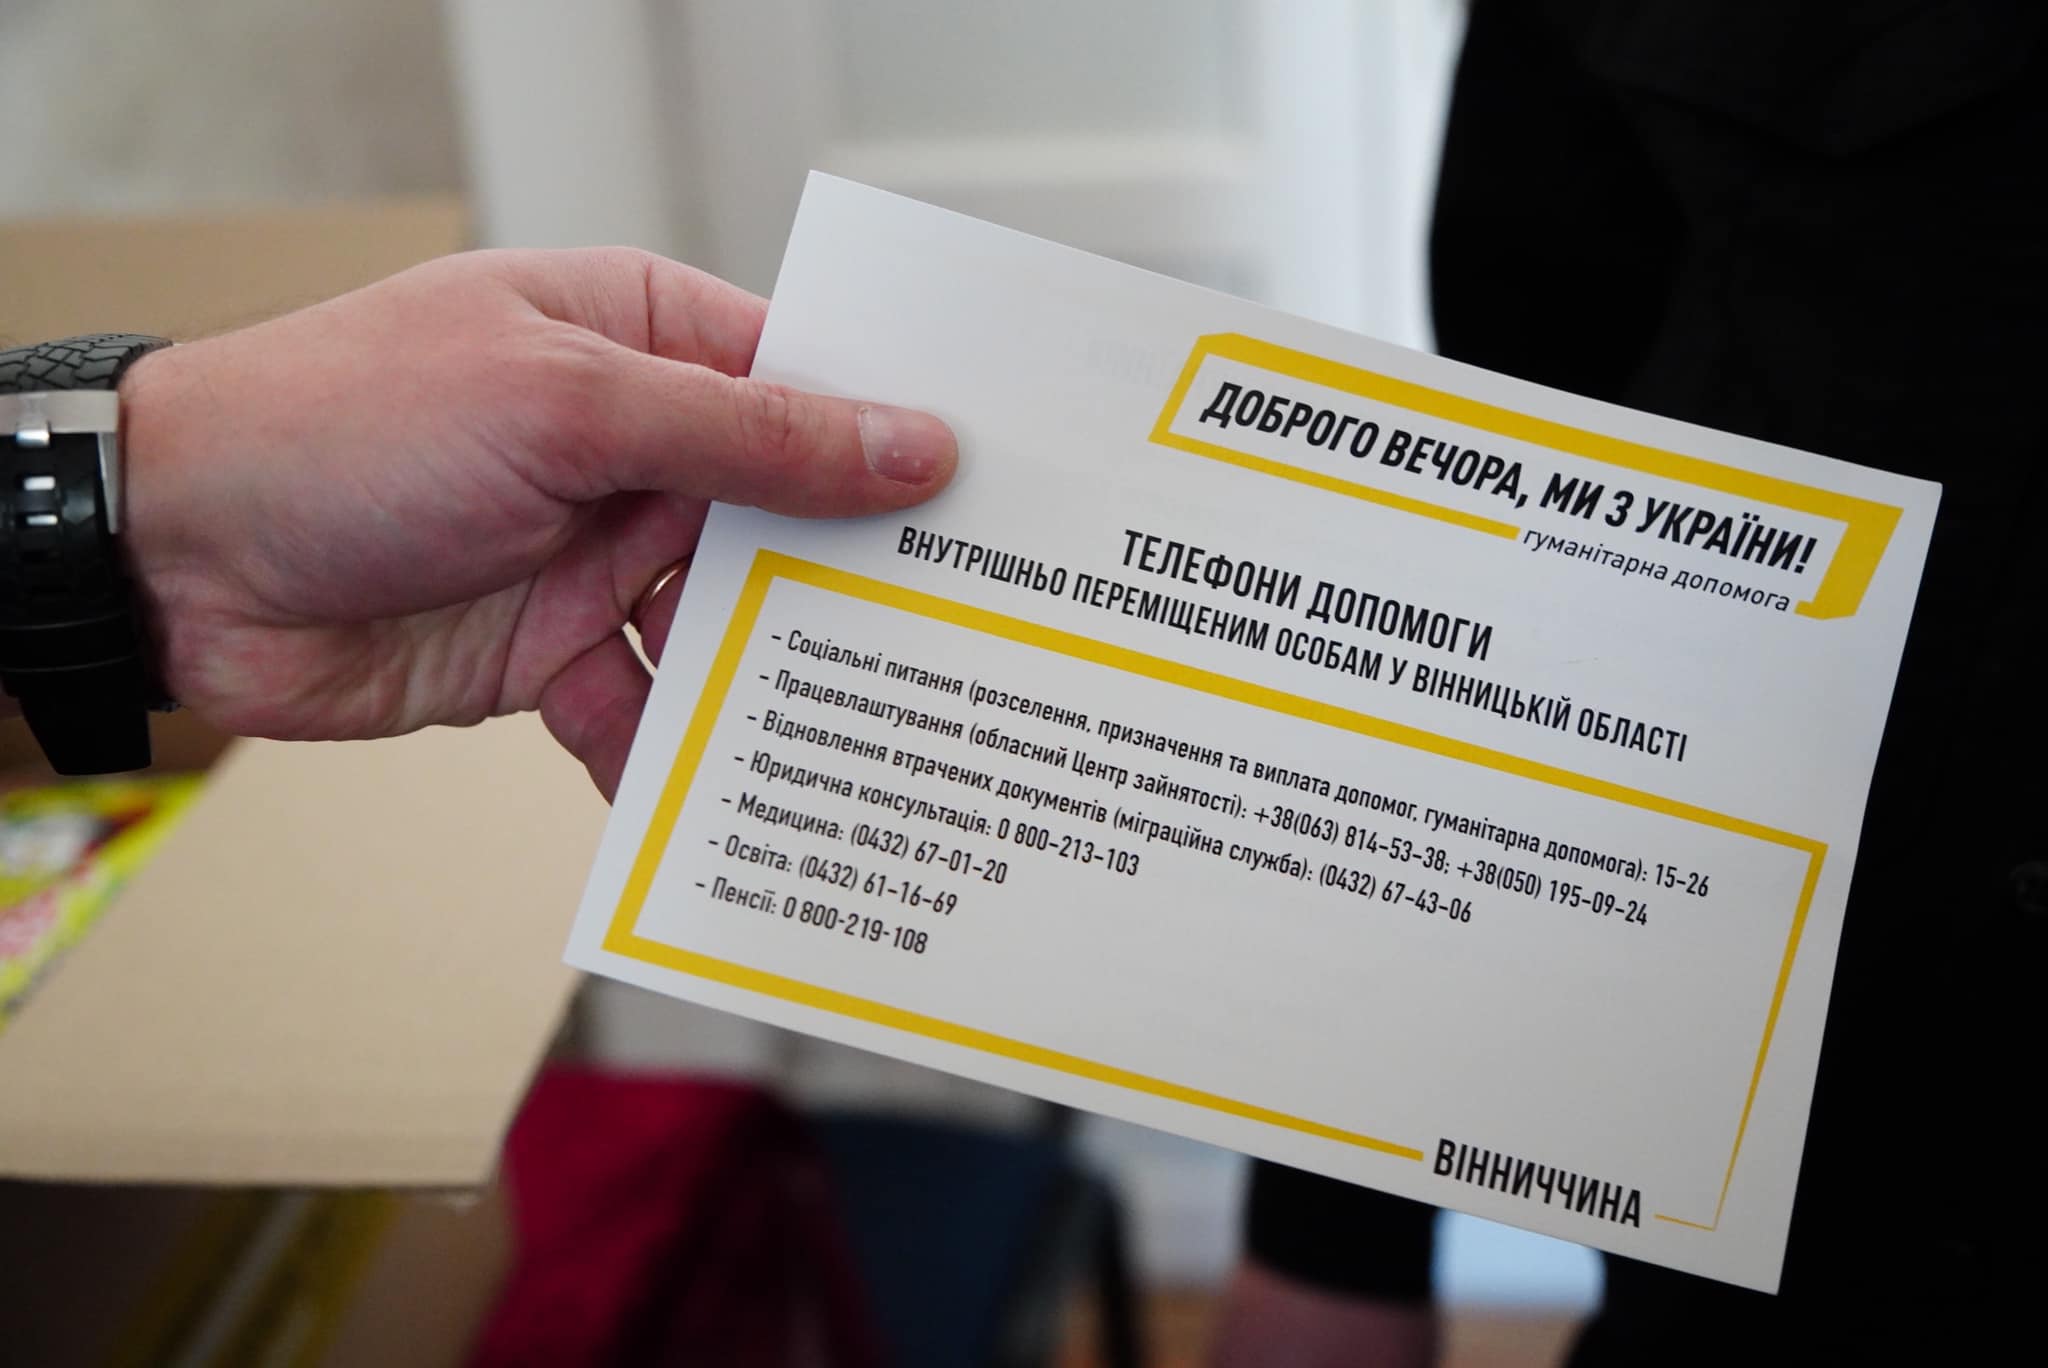 ДОБРОГО ВЕЧОРА, МИ З УКРАЇНИ!
гуманітарна допомога
ТЕЛЕФОНИ ДОПОМОГИ
ВНУТРІШНЬО ПЕРЕМІЩЕНИМ ОСОБАМ У ВІННИЦЬКІЙ ОБЛАСТІ
– Соціальні питання (розселення, призначення та виплата допомог, гуманітарна допомога): 15-26
– Працевлаштування (обласний Центр зайнятості): +38(063) 814-53-38; +38(050) 195-09-24
– Відновлення втрачених документів (міграційна служба): (0432) 67-43-06
– Юридична консультація: 0 800-213-103
– Медицина: (0432) 67-01-20
– Освіта: (0432) 61-16-69
– Пенсії: 0 800-219-108
ВІННИЧЧИНА